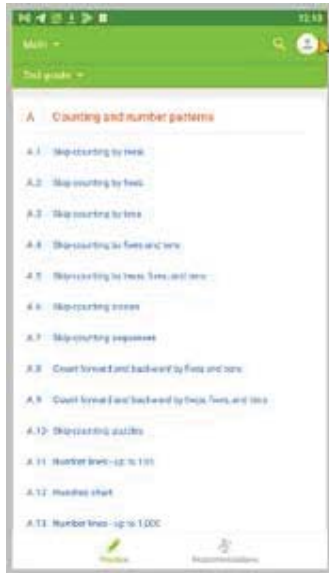 12:10
Math
2nd grade
A Counting and number patterns
A.1 Skip-counting by twos
A.2 Skip-counting by fives
A.3 Skip-counting by tens
A.4 Skip-counting by fives and tens
A.5 Skip-counting by twos, fives, and tens
A.6 Skip-counting stories
A.7 Skip-counting sequences
A.8 Count forward and backward by fives and tens
A.9 Count forward and backward by twos, fives, and tens
A.10 Skip-counting puzzles
A.11 Number lines - up to 100
A.12 Hundred chart
A.13 Number lines - up to 1,000
Practice
Recommendations